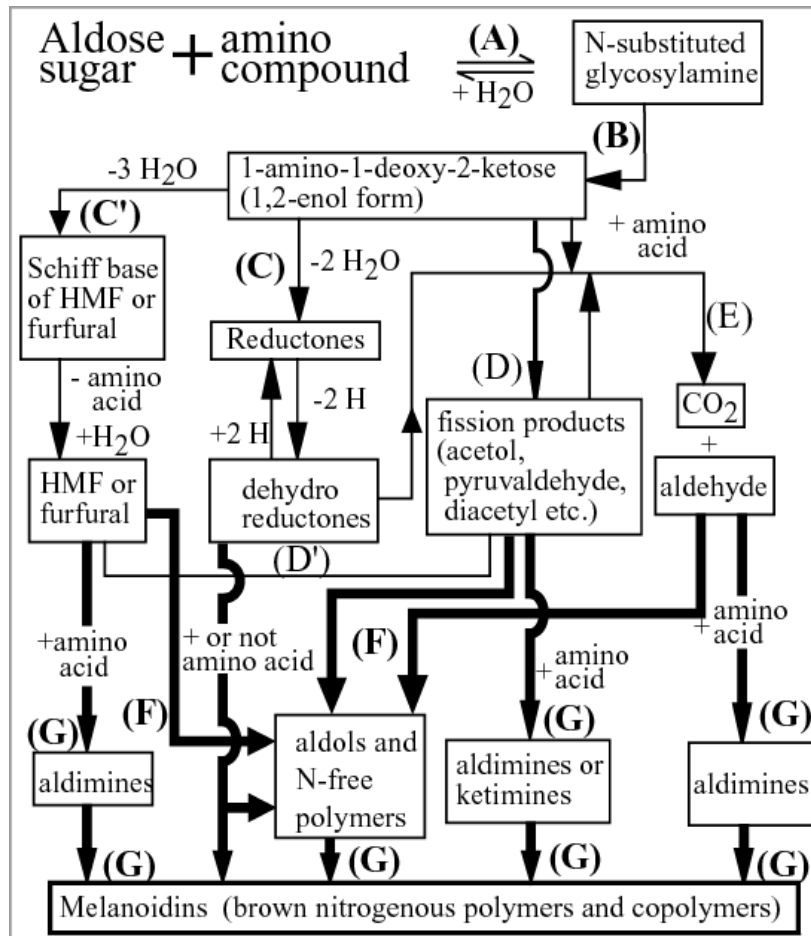 Aldose
sugar + amino
compound
(A)
+ H2O
N-substituted
glycosylamine
(B)
-3 H2O
1-amino-1-deoxy-2-ketose
(1,2-enol form)
+ amino
acid
(C')
(C)
-2 H2O
Schiff base
of HMF or
furfural
Reductones
(D)
(E)
- amino
acid
+H2O
+2 H
-2 H
fission products
(acetol,
pyruvaldehyde,
diacetyl etc.)
CO2
+
aldehyde
HMF or
furfural
dehydro
reductones
(D')
+amino
acid
+ or not
amino acid
(F)
+amino
acid
+ amino
acid
(F)
(G)
(G)
(G)
aldimines
aldols and
N-free
polymers
aldimines or
ketimines
aldimines
(G)
(G)
(G)
(G)
Melanoidins (brown nitrogenous polymers and copolymers)